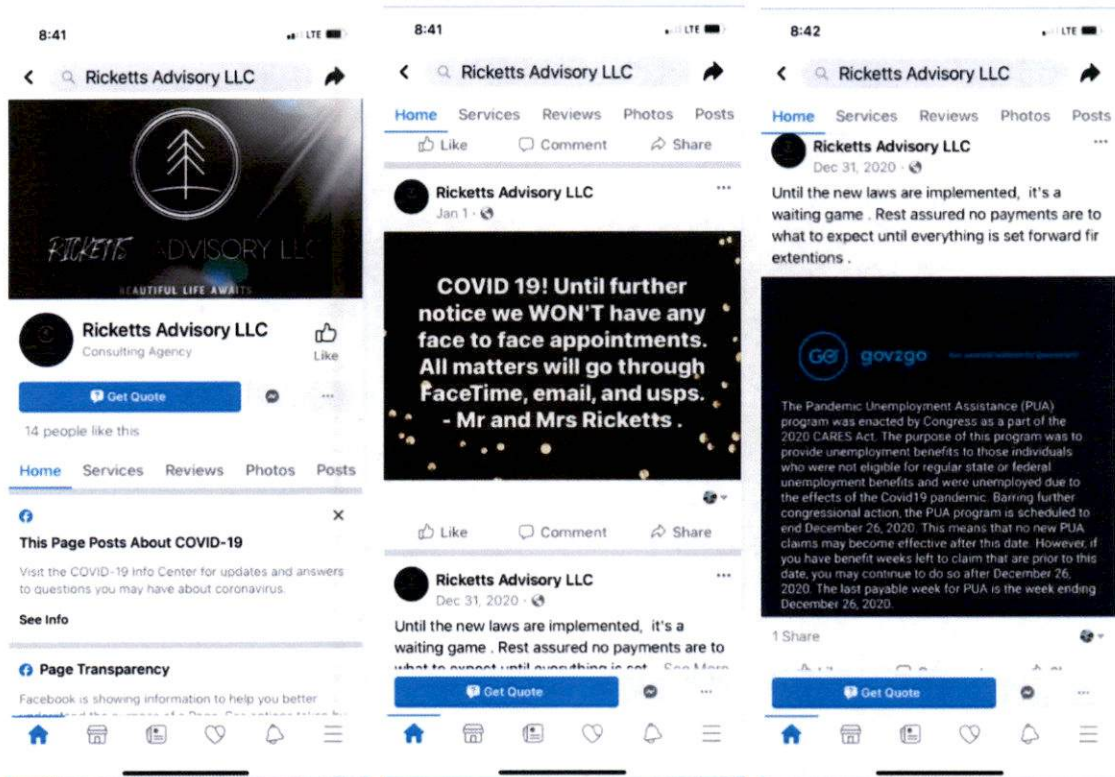 8:41
LTE
Ricketts Advisory LLC
RICKETTS ADVISORY LLC
BEAUTIFUL LIFE AWAITS
Ricketts Advisory LLC
Consulting Agency
Like
Get Quote
14 people like this
Home Services Reviews Photos Posts
This Page Posts About COVID-19
Visit the COVID-19 Info Center for updates and answers
to questions you may have about coronavirus.
See Info
Page Transparency
Facebook is showing information to help you better
8:41
LTE
Ricketts Advisory LLC
Home Services Reviews Photos Posts
Like Comment Share
Ricketts Advisory LLC
Jan 1 ·
COVID 19! Until further
notice we WON'T have any
face to face appointments.
All matters will go through
FaceTime, email, and usps.
- Mr and Mrs Ricketts .
Like Comment Share
Ricketts Advisory LLC
Dec 31, 2020 ·
Until the new laws are implemented, it's a
waiting game . Rest assured no payments are to
what to expect until everything is set... See More
Get Quote
8:42
LTE
Ricketts Advisory LLC
Home Services Reviews Photos Posts
Ricketts Advisory LLC
Dec 31, 2020 ·
Until the new laws are implemented, it's a
waiting game . Rest assured no payments are to
what to expect until everything is set forward fir
extentions .
GO gov2go
The Pandemic Unemployment Assistance (PUA)
program was enacted by Congress as a part of the
2020 CARES Act. The purpose of this program was to
provide unemployment benefits to those individuals
who were not eligible for regular state or federal
unemployment benefits and were unemployed due to
the effects of the Covid19 pandemic. Barring further
congressional action, the PUA program is scheduled to
end December 26, 2020. This means that no new PUA
claims may become effective after this date. However, if
you have benefit weeks left to claim that are prior to this
date, you may continue to do so after December 26,
2020. The last payable week for PUA is the week ending
December 26, 2020.
1 Share
Get Quote